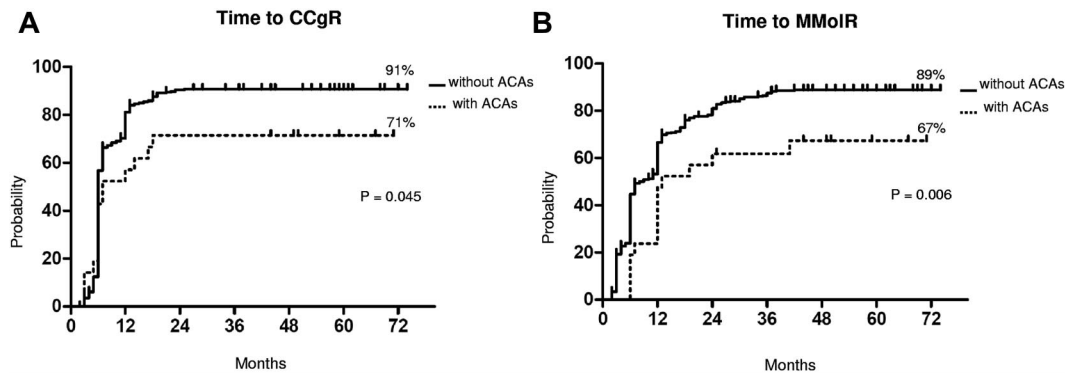 A
Time to CCgR
100
80
60
40
20
0
0 12 24 36 48 60 72
Probability
Months
91%
71%
without ACAs
with ACAs
P = 0.045
B
Time to MMolR
100
80
60
40
20
0
0 12 24 36 48 60 72
Probability
Months
89%
67%
without ACAs
with ACAs
P = 0.006